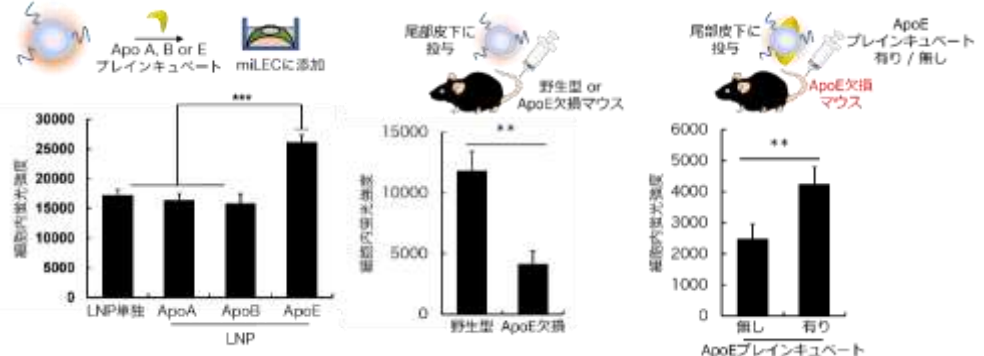 Apo A, B or E
プレインキュベート
miLECに添加
***
30000
25000
20000
15000
10000
5000
0
細胞内蛍光強度
LNP単独
ApoA
ApoB
ApoE
LNP
尾部皮下に
投与
野生型 or
ApoE欠損マウス
**
15000
10000
5000
0
細胞内蛍光強度
野生型
ApoE欠損
尾部皮下に
投与
ApoE
プレインキュベート
有り / 無し
ApoE欠損
マウス
**
6000
5000
4000
3000
2000
1000
0
細胞内蛍光強度
無し
有り
ApoEプレインキュベート